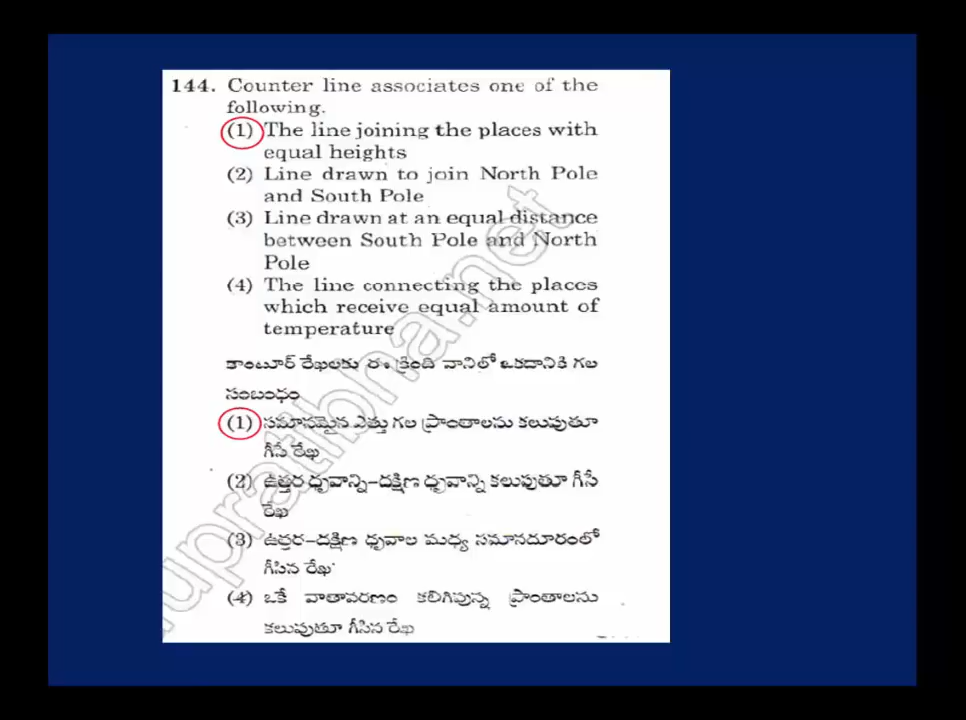 144. Counter line associates one of the
following.
(1) The line joining the places with
equal heights
(2) Line drawn to join North Pole
and South Pole
(3) Line drawn at an equal distance
between South Pole and North
Pole
(4) The line connecting the places
which receive equal amount of
temperature
కాంటూర్ రేఖలకు ఈ క్రింది వానిలో ఒకదానికి గల
సంబంధం
(1) సమానమైన ఎత్తు గల ప్రాంతాలను కలుపుతూ
గీసే రేఖ
(2) ఉత్తర ధృవాన్ని–దక్షిణ ధృవాన్ని కలుపుతూ గీసే
రేఖ
(3) ఉత్తర–దక్షిణ ధృవాల మధ్య సమానదూరంలో
గీసిన రేఖ
(4) ఒకే వాతావరణం కలిగివున్న ప్రాంతాలను
కలుపుతూ గీసిన రేఖ
upratibha.net